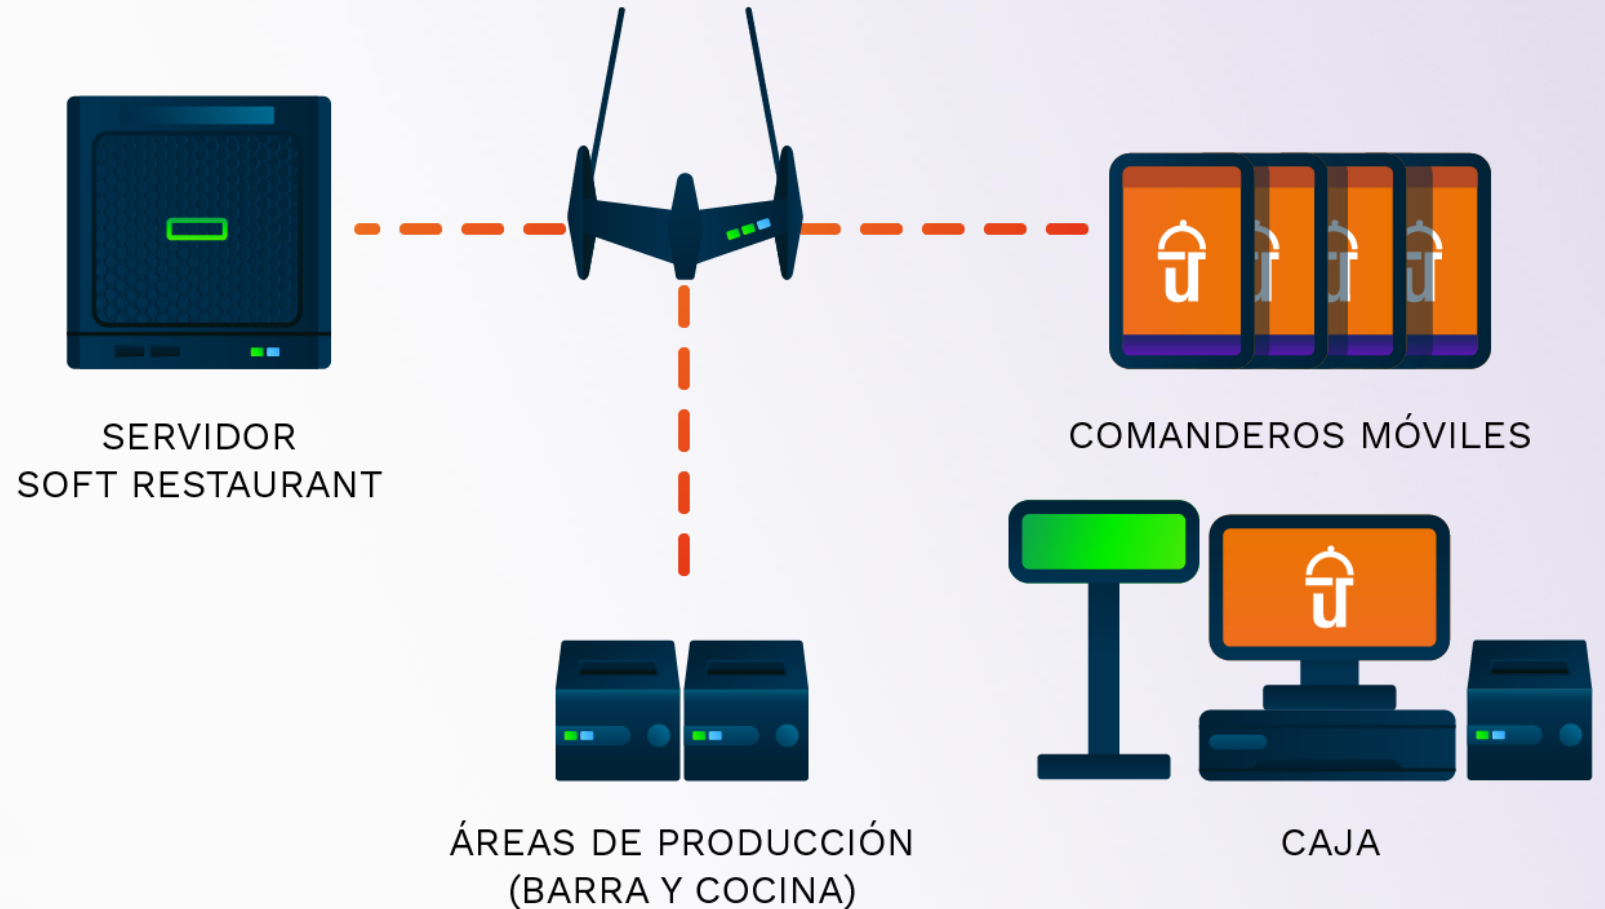 SERVIDOR
SOFT RESTAURANT
COMANDEROS MÓVILES
ÁREAS DE PRODUCCIÓN
(BARRA Y COCINA)
CAJA